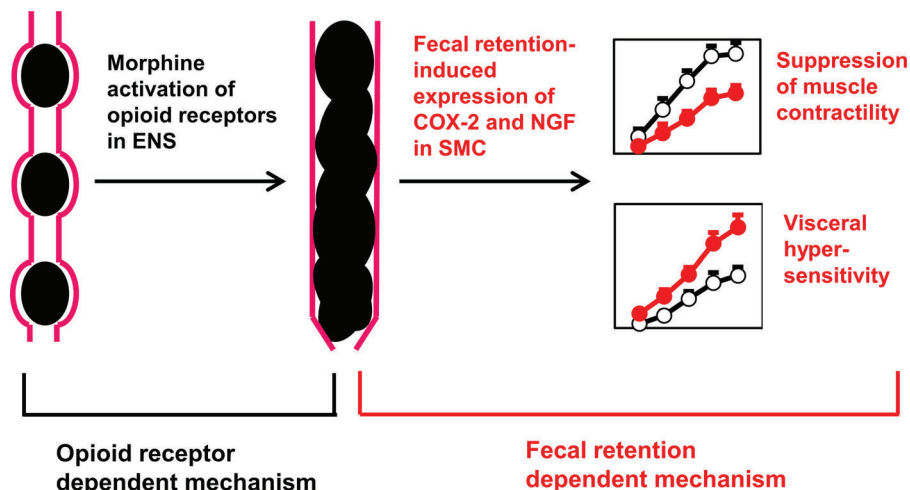 Morphine
activation of
opioid receptors
in ENS
Fecal retention-
induced
expression of
COX-2 and NGF
in SMC
Suppression
of muscle
contractility
Visceral
hyper-
sensitivity
Opioid receptor
dependent mechanism
Fecal retention
dependent mechanism